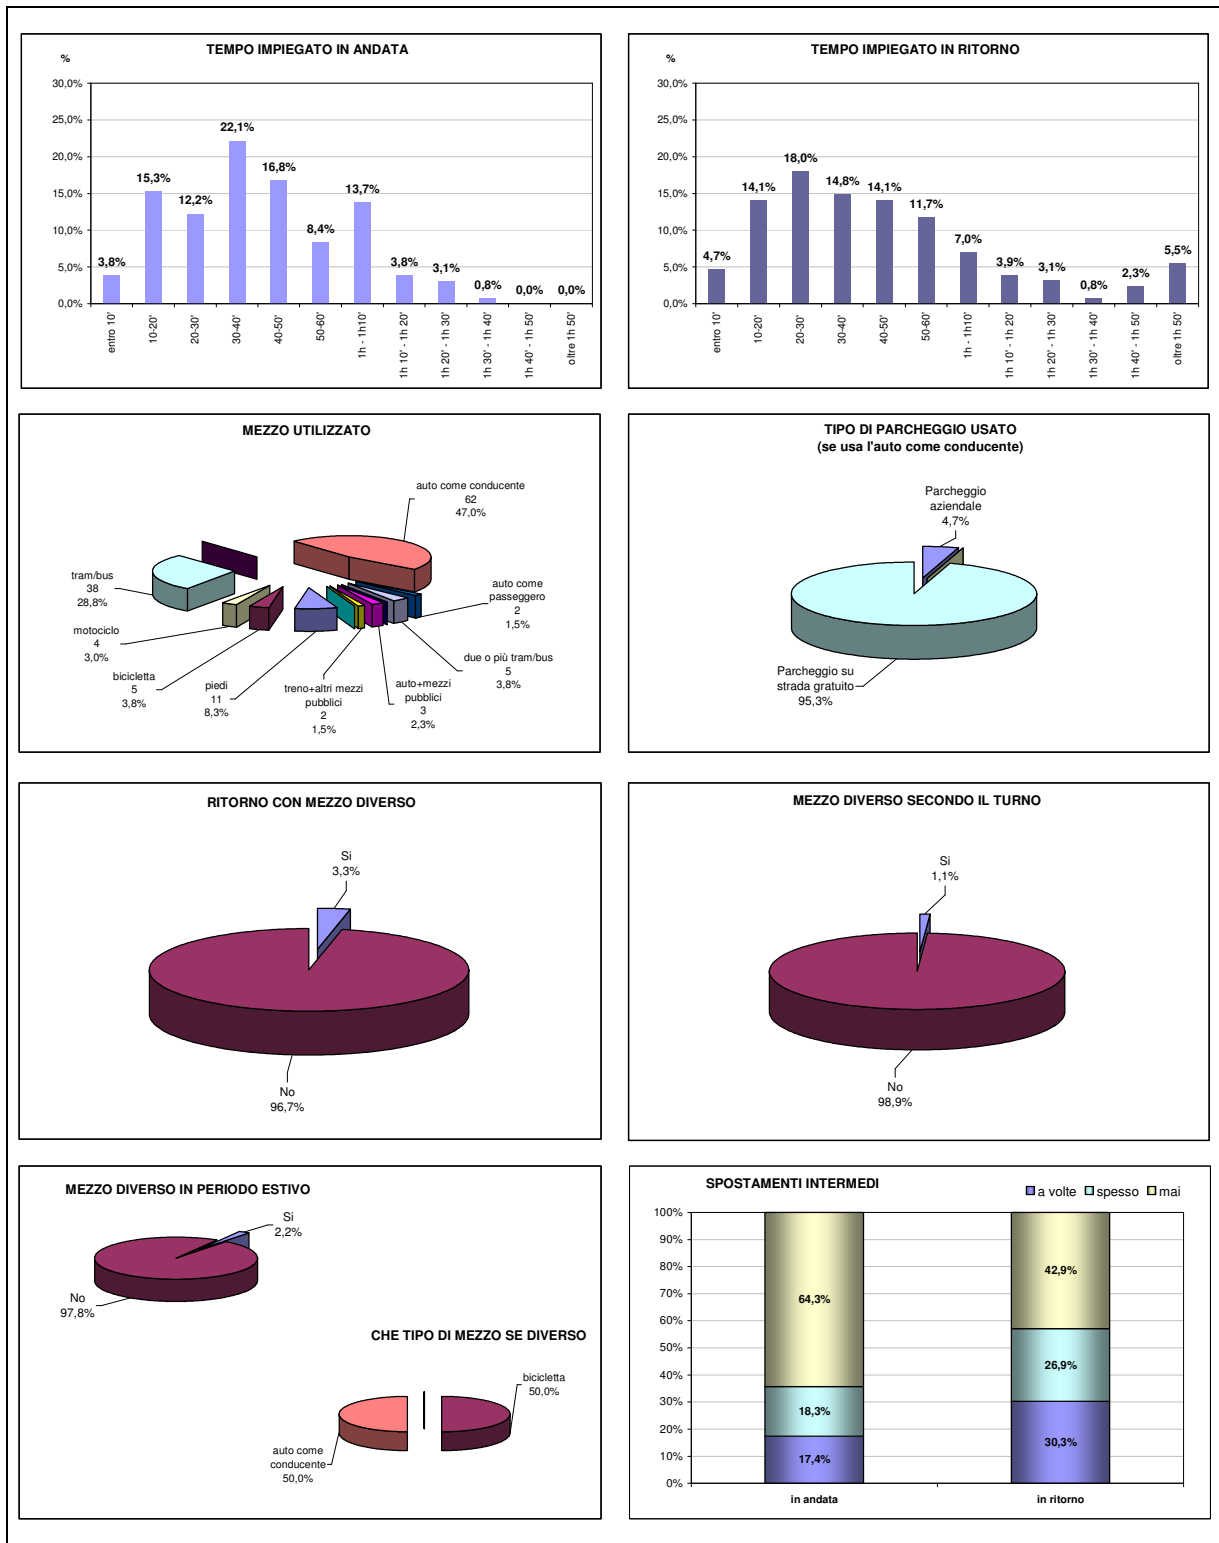 TEMPO IMPIEGATO IN ANDATA
%
30,0%
25,0%
20,0%
15,0%
10,0%
5,0%
0,0%
3,8%
15,3%
12,2%
22,1%
16,8%
8,4%
13,7%
3,8%
3,1%
0,8%
0,0%
0,0%
entro 10'
10-20'
20-30'
30-40'
40-50'
50-60'
1h - 1h10'
1h 10' - 1h 20'
1h 20' - 1h 30'
1h 30' - 1h 40'
1h 40' - 1h 50'
oltre 1h 50'
TEMPO IMPIEGATO IN RITORNO
%
30,0%
25,0%
20,0%
15,0%
10,0%
5,0%
0,0%
4,7%
14,1%
18,0%
14,8%
14,1%
11,7%
7,0%
3,9%
3,1%
0,8%
2,3%
5,5%
entro 10'
10-20'
20-30'
30-40'
40-50'
50-60'
1h - 1h10'
1h 10' - 1h 20'
1h 20' - 1h 30'
1h 30' - 1h 40'
1h 40' - 1h 50'
oltre 1h 50'
MEZZO UTILIZZATO
auto come conducente
62
47,0%
auto come
passeggero
2
1,5%
due o più tram/bus
5
3,8%
auto+mezzi
pubblici
3
2,3%
treno+altri mezzi
pubblici
2
1,5%
piedi
11
8,3%
bicicletta
5
3,8%
motociclo
4
3,0%
tram/bus
38
28,8%
TIPO DI PARCHEGGIO USATO
(se usa l'auto come conducente)
Parcheggio
aziendale
4,7%
Parcheggio su
strada gratuito
95,3%
RITORNO CON MEZZO DIVERSO
Si
3,3%
No
96,7%
MEZZO DIVERSO SECONDO IL TURNO
Si
1,1%
No
98,9%
MEZZO DIVERSO IN PERIODO ESTIVO
Si
2,2%
No
97,8%
CHE TIPO DI MEZZO SE DIVERSO
bicicletta
50,0%
auto come
conducente
50,0%
SPOSTAMENTI INTERMEDI
a volte
spesso
mai
100%
90%
80%
70%
60%
50%
40%
30%
20%
10%
0%
64,3%
18,3%
17,4%
42,9%
26,9%
30,3%
in andata
in ritorno